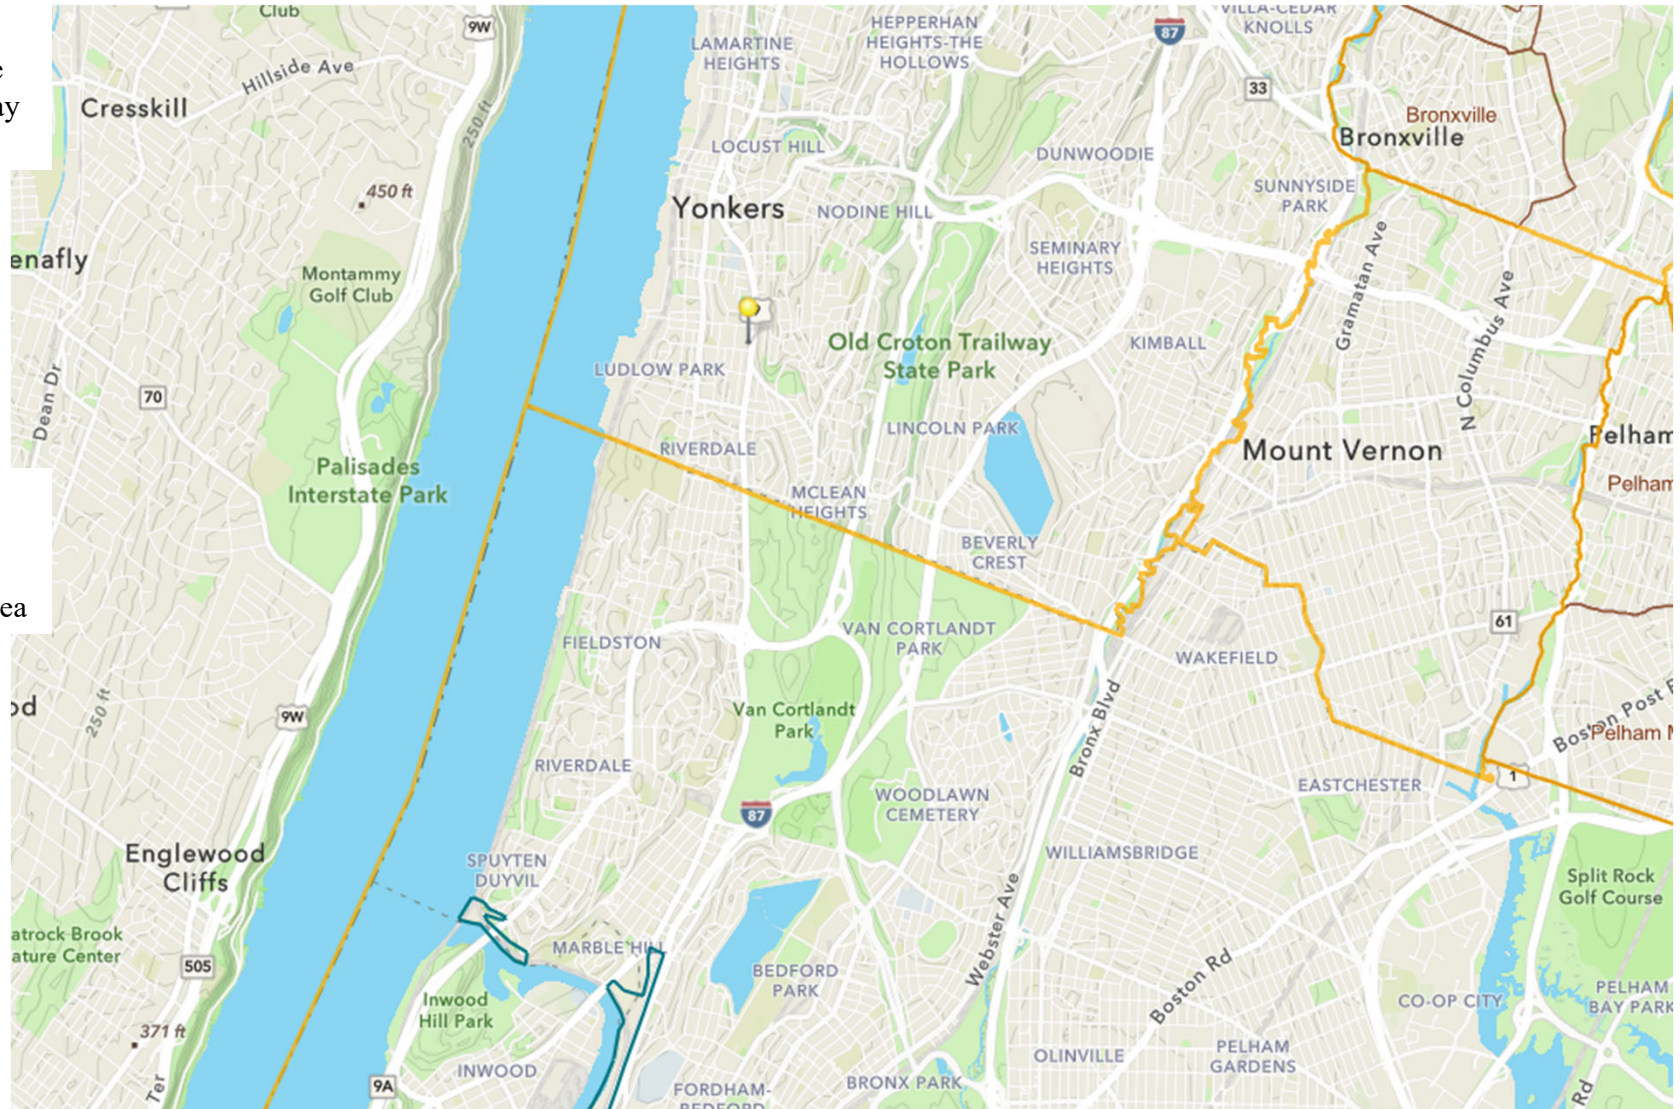 Club
9W
HEPPERHAN
HEIGHTS-THE
HOLLOWS
VILLA-CEDAR
KNOLLS
87
LAMARTINE
HEIGHTS
Hillside Ave
33
Cresskill
250 ft
Bronxville
Bronxville
LOCUST HILL
DUNWOODIE
450 ft
SUNNYSIDE
PARK
Yonkers
NODINE HILL
enafly
SEMINARY
HEIGHTS
Gramatan Ave
Montammy
Golf Club
N Columbus Ave
Old Croton Trailway
State Park
KIMBALL
LUDLOW PARK
Dean Dr
70
LINCOLN PARK
RIVERDALE
Mount Vernon
Pelham
Pelham
Palisades
Interstate Park
MCLEAN
HEIGHTS
BEVERLY
CREST
ea
61
FIELDSTON
VAN CORTLANDT
PARK
WAKEFIELD
250 ft
od
9W
Van Cortlandt
Park
Bronx Blvd
Boston Post
Pelham
RIVERDALE
EASTCHESTER
1
WOODLAWN
CEMETERY
87
Englewood
Cliffs
SPUYTEN
DUYVIL
WILLIAMSBRIDGE
Split Rock
Golf Course
Webster Ave
atrock Brook
ature Center
505
MARBLE HILL
BEDFORD
PARK
Boston Rd
Inwood
Hill Park
CO-OP CITY
PELHAM
BAY PARK
371 ft
Ter
9A
INWOOD
OLINVILLE
PELHAM
GARDENS
FORDHAM-
BEDFORD
BRONX PARK
Rd